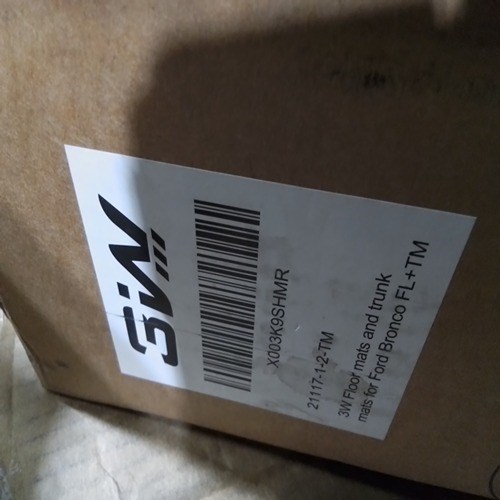 3W
X003K9SHMR
21117-1-2-TM
3W Floor mats and trunk
mats for Ford Bronco FL+TM